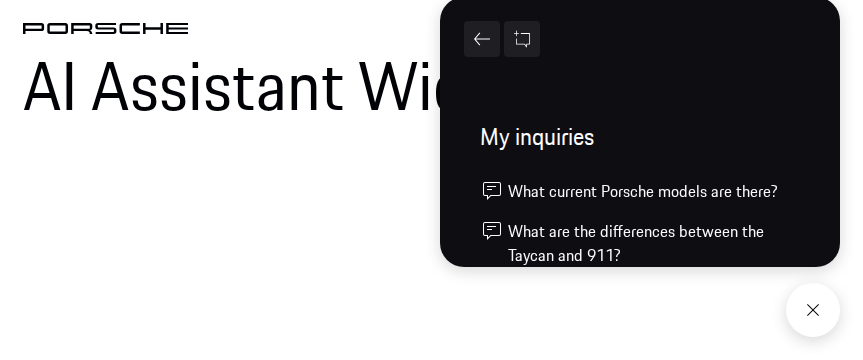 PORSCHE
AI Assistant
My inquiries
What current Porsche models are there?
What are the differences between the
Taycan and 911?